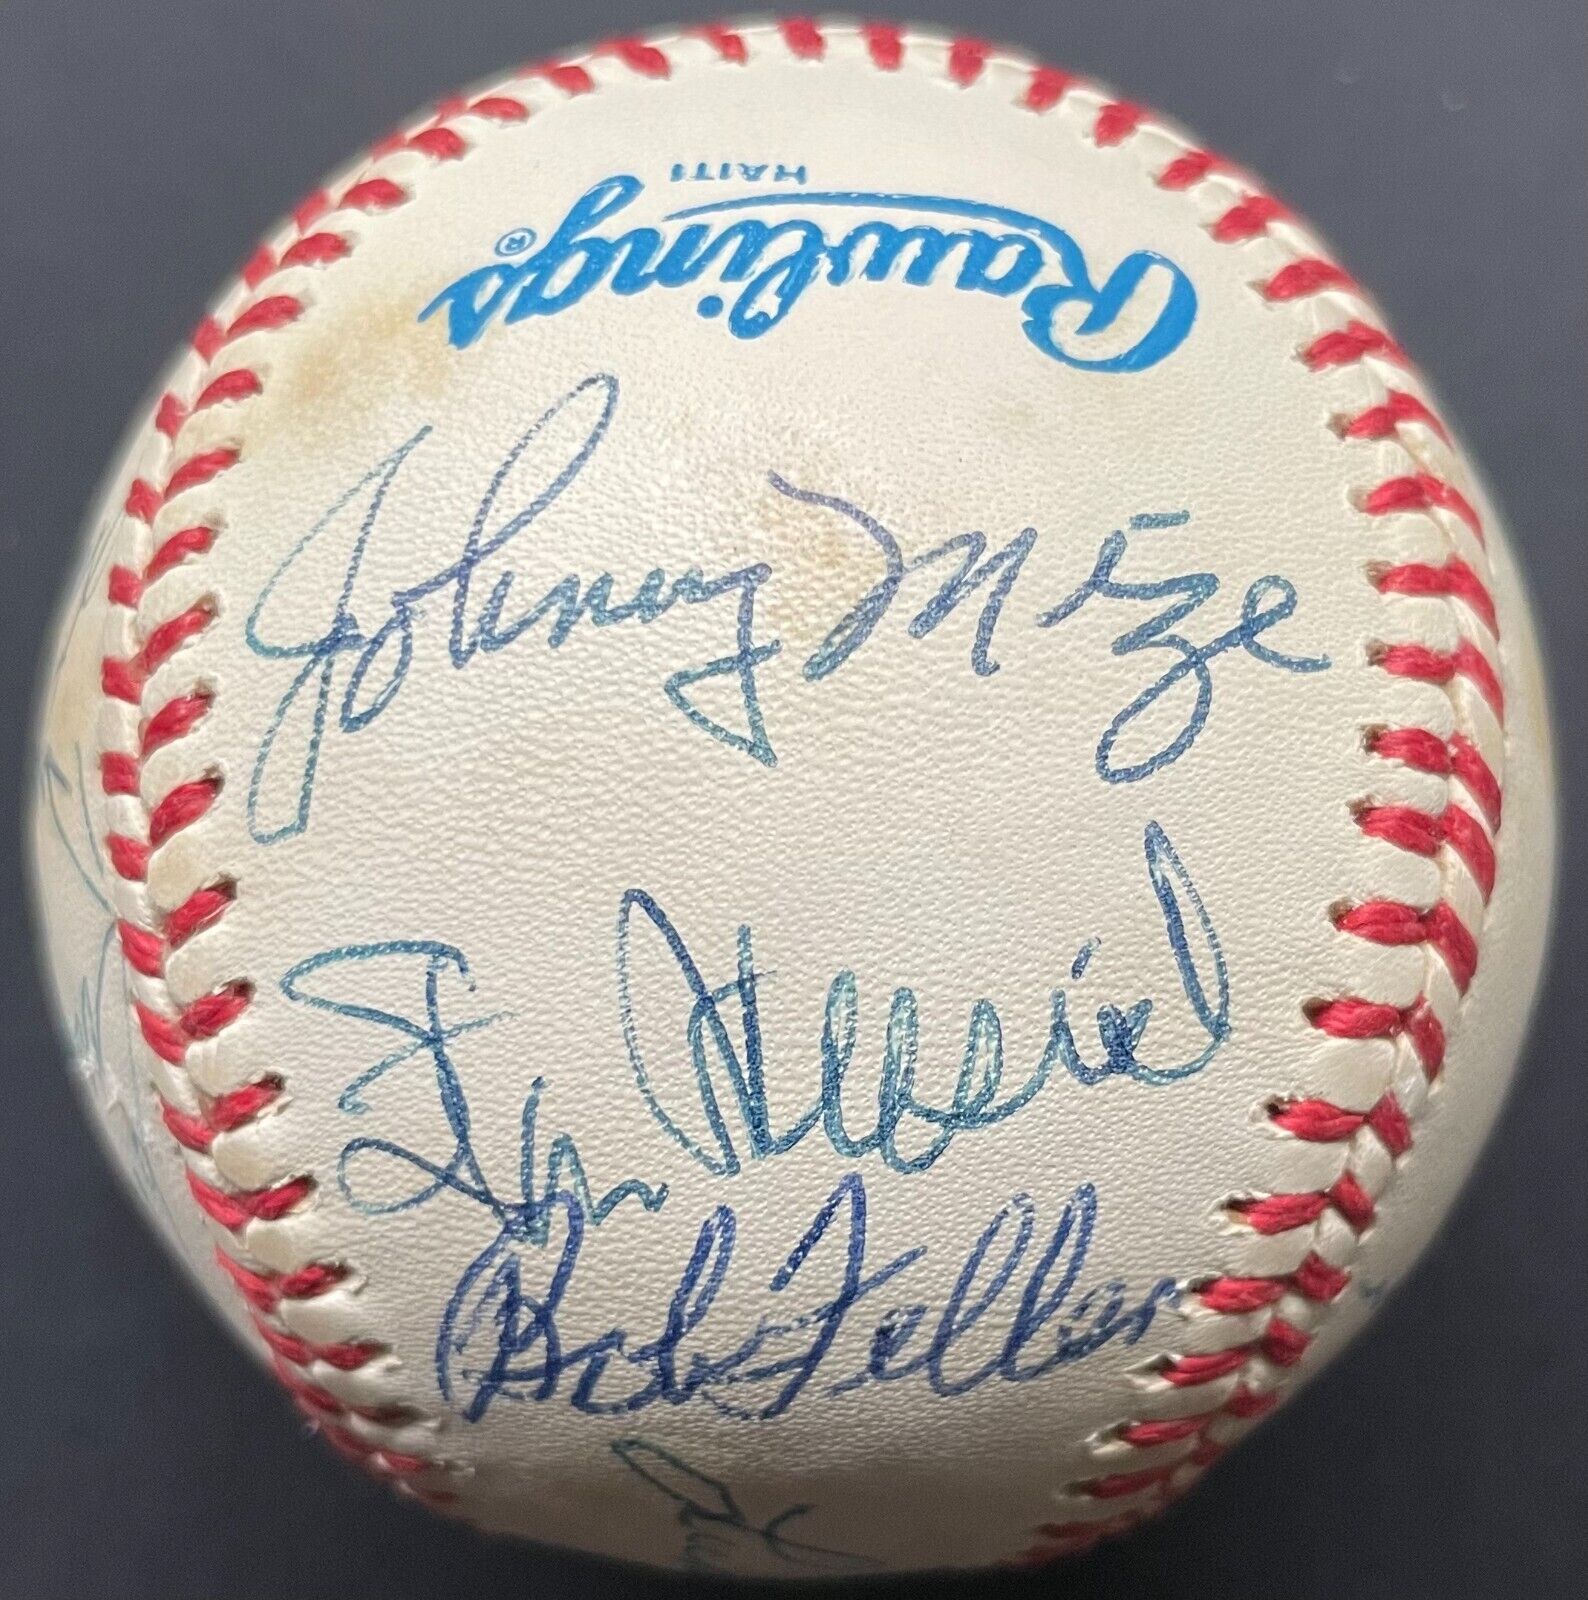 HAITI
Rawlings®
Johnny Mize
Stan Musial
Bob Feller